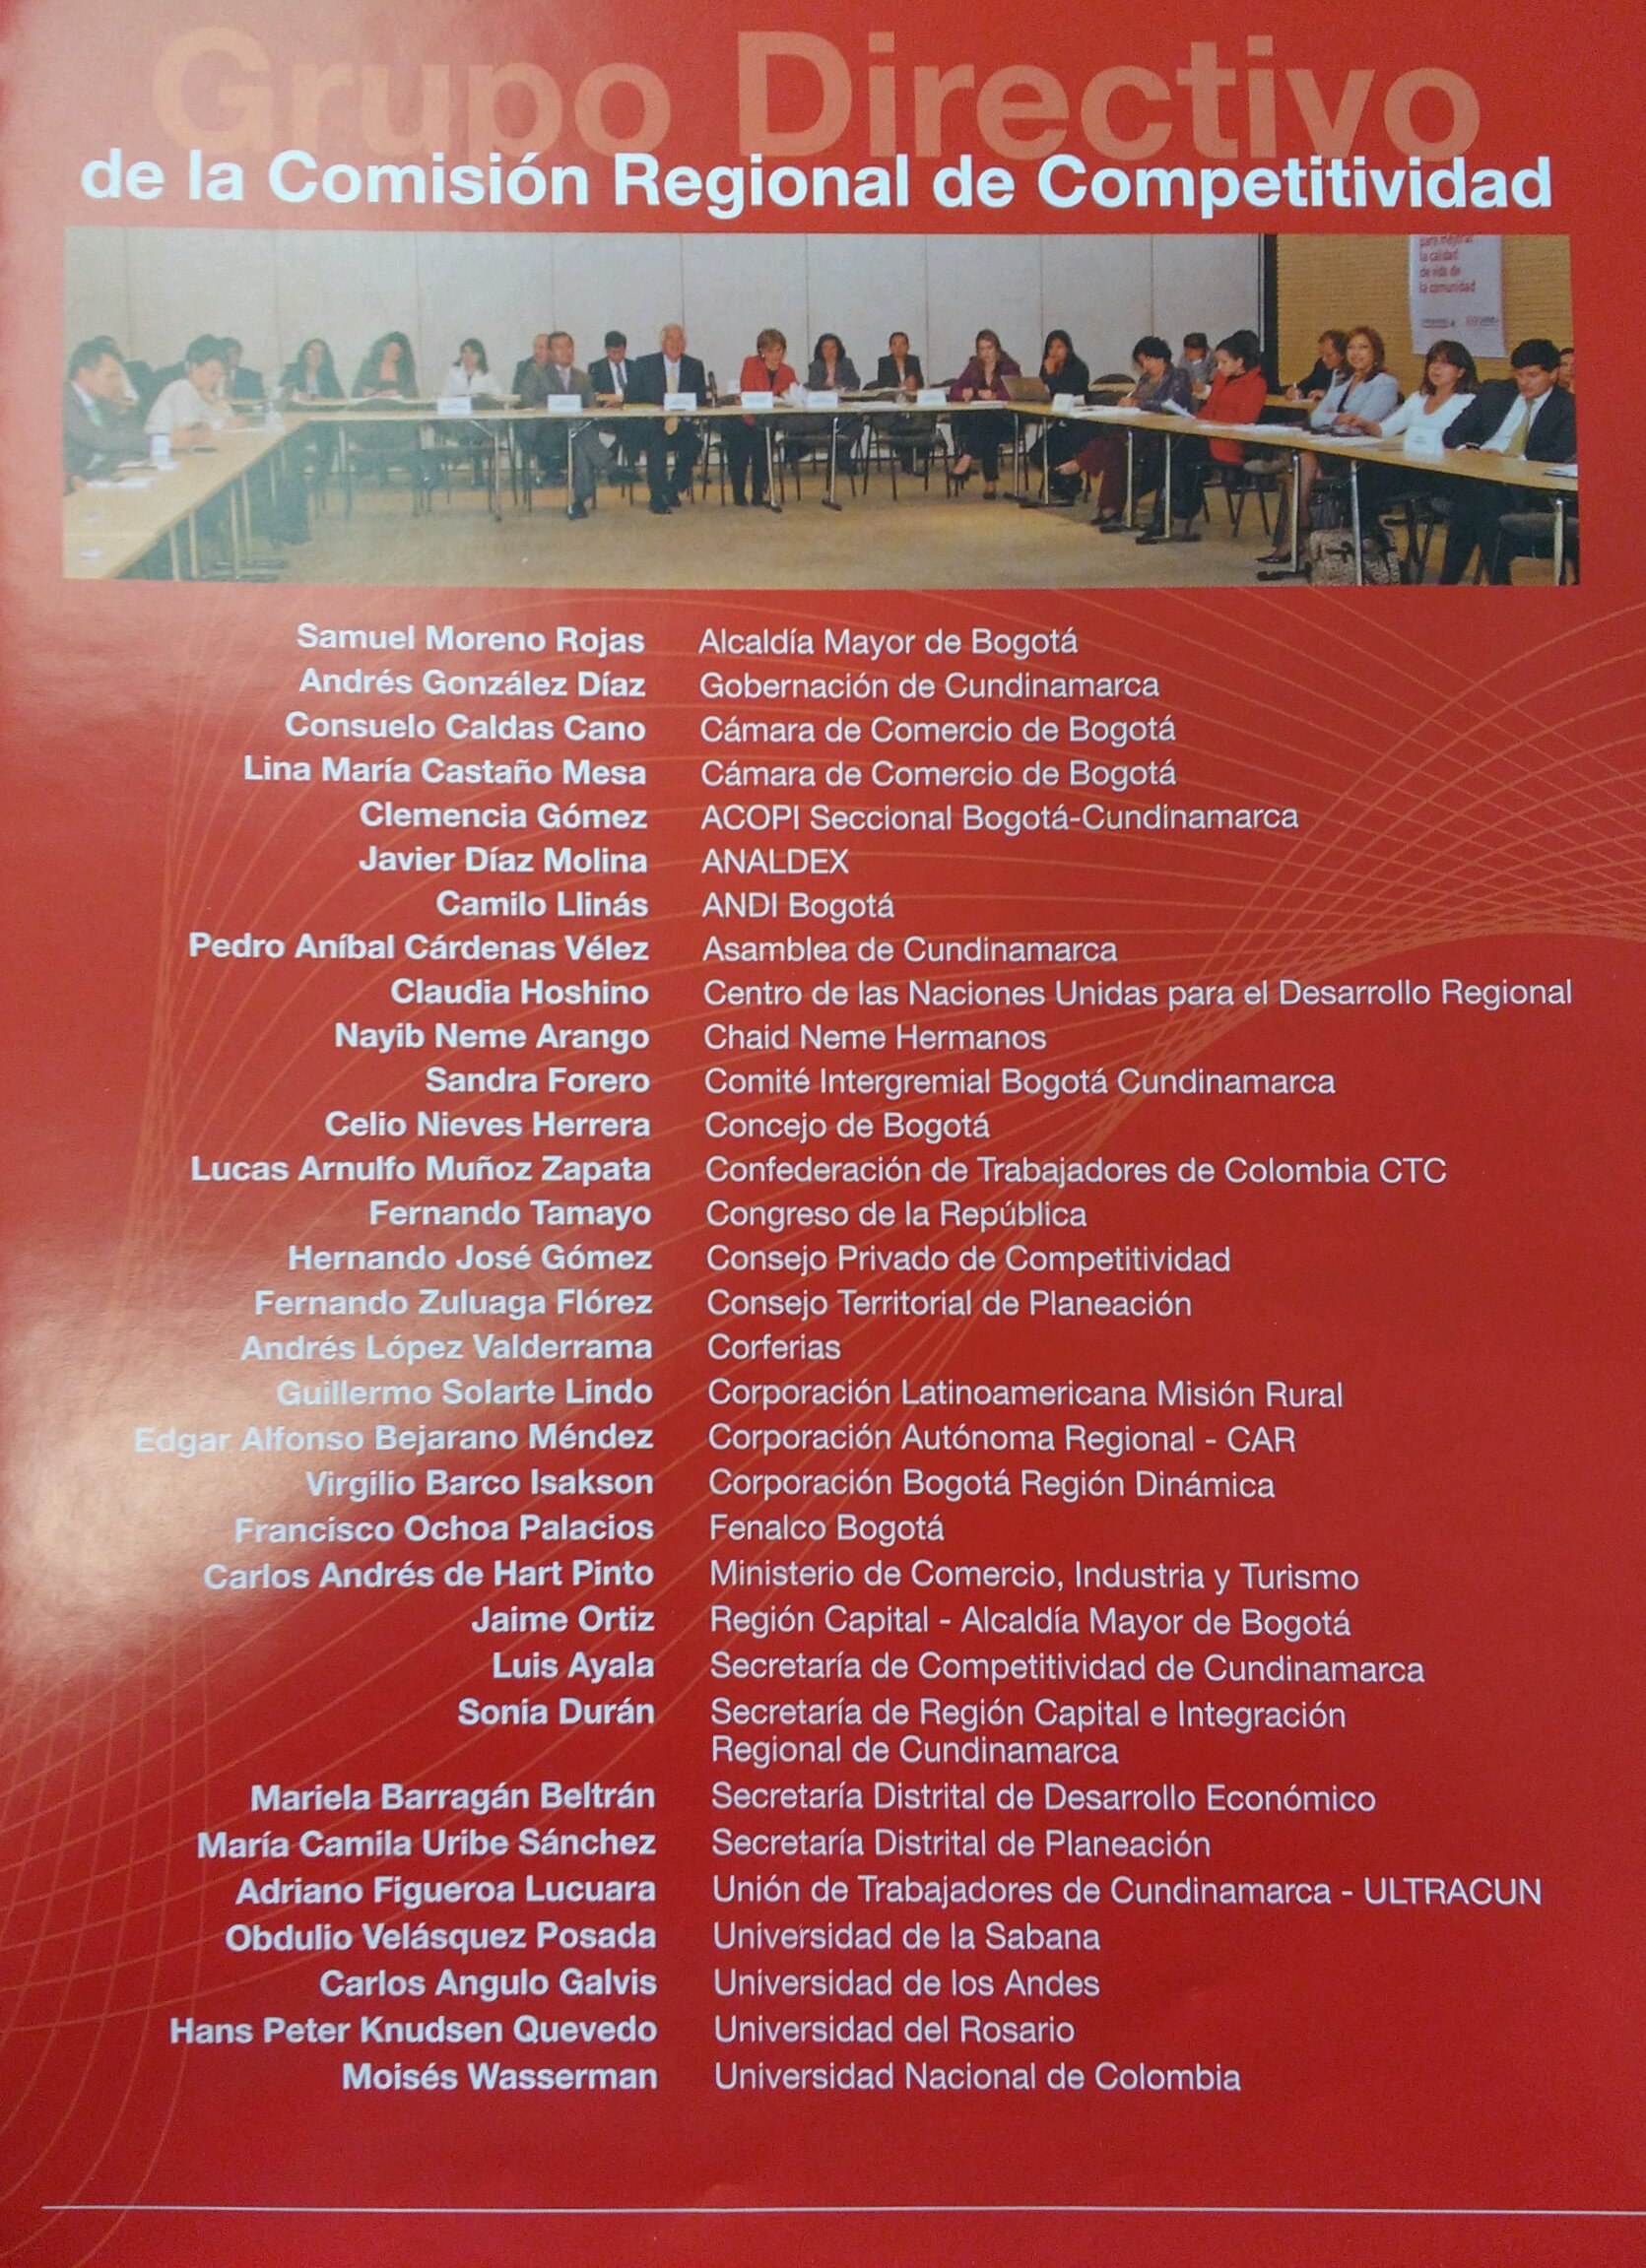 Grupo Directivo
de la Comisión Regional de Competitividad
para mejorar
la calidad
de vida de
la comunidad
Samuel Moreno Rojas Alcaldía Mayor de Bogotá
Andrés González Díaz Gobernación de Cundinamarca
Consuelo Caldas Cano Cámara de Comercio de Bogotá
Lina María Castaño Mesa Cámara de Comercio de Bogotá
Clemencia Gómez ACOPI Seccional Bogotá-Cundinamarca
Javier Díaz Molina ANALDEX
Camilo Llinás ANDI Bogotá
Pedro Aníbal Cárdenas Vélez Asamblea de Cundinamarca
Claudia Hoshino Centro de las Naciones Unidas para el Desarrollo Regional
Nayib Neme Arango Chaid Neme Hermanos
Sandra Forero Comité Intergremial Bogotá Cundinamarca
Celio Nieves Herrera Concejo de Bogotá
Lucas Arnulfo Muñoz Zapata Confederación de Trabajadores de Colombia CTC
Fernando Tamayo Congreso de la República
Hernando José Gómez Consejo Privado de Competitividad
Fernando Zuluaga Flórez Consejo Territorial de Planeación
Andrés López Valderrama Corferias
Guillermo Solarte Lindo Corporación Latinoamericana Misión Rural
Edgar Alfonso Bejarano Méndez Corporación Autónoma Regional - CAR
Virgilio Barco Isakson Corporación Bogotá Región Dinámica
Francisco Ochoa Palacios Fenalco Bogotá
Carlos Andrés de Hart Pinto Ministerio de Comercio, Industria y Turismo
Jaime Ortiz Región Capital - Alcaldía Mayor de Bogotá
Luis Ayala Secretaría de Competitividad de Cundinamarca
Sonia Durán Secretaría de Región Capital e Integración
Regional de Cundinamarca
Mariela Barragán Beltrán Secretaría Distrital de Desarrollo Económico
María Camila Uribe Sánchez Secretaría Distrital de Planeación
Adriano Figueroa Lucuara Unión de Trabajadores de Cundinamarca - ULTRACUN
Obdulio Velásquez Posada Universidad de la Sabana
Carlos Angulo Galvis Universidad de los Andes
Hans Peter Knudsen Quevedo Universidad del Rosario
Moisés Wasserman Universidad Nacional de Colombia